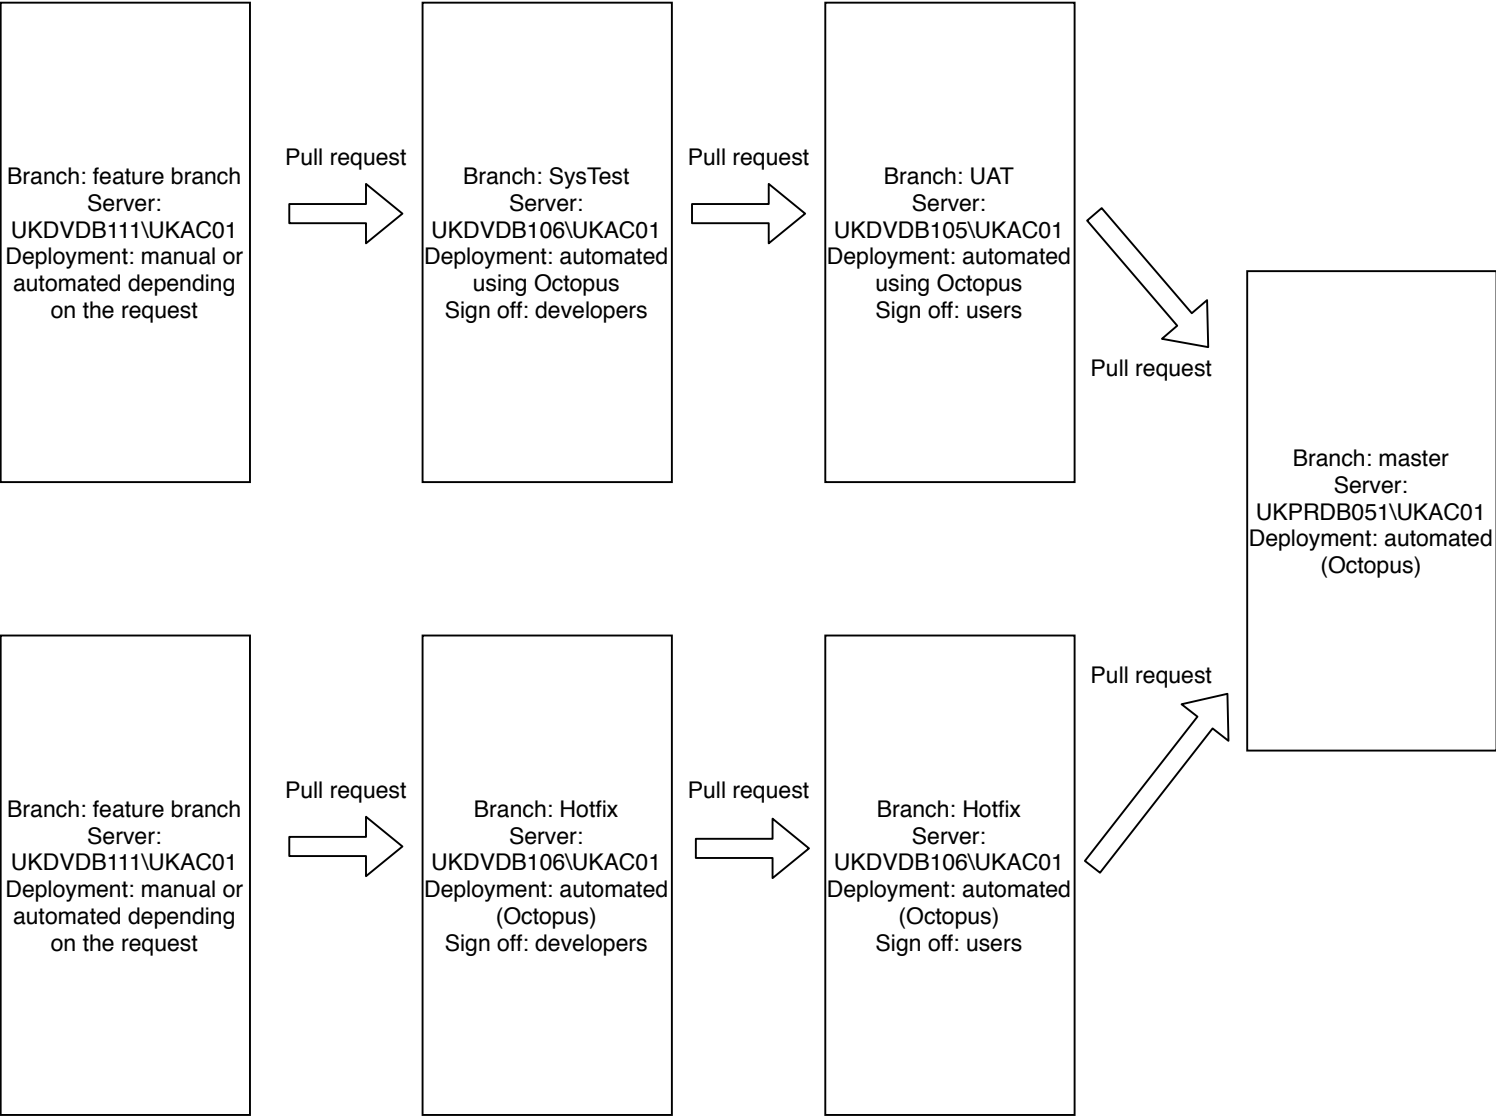 Branch: feature branch
Server:
UKDVDB111\UKAC01
Deployment: manual or
automated depending
on the request
Pull request
Branch: SysTest
Server:
UKDVDB106\UKAC01
Deployment: automated
using Octopus
Sign off: developers
Pull request
Branch: UAT
Server:
UKDVDB105\UKAC01
Deployment: automated
using Octopus
Sign off: users
Pull request
Branch: master
Server:
UKPRDB051\UKAC01
Deployment: automated
(Octopus)
Branch: feature branch
Server:
UKDVDB111\UKAC01
Deployment: manual or
automated depending
on the request
Pull request
Branch: Hotfix
Server:
UKDVDB106\UKAC01
Deployment: automated
(Octopus)
Sign off: developers
Pull request
Branch: Hotfix
Server:
UKDVDB106\UKAC01
Deployment: automated
(Octopus)
Sign off: users
Pull request